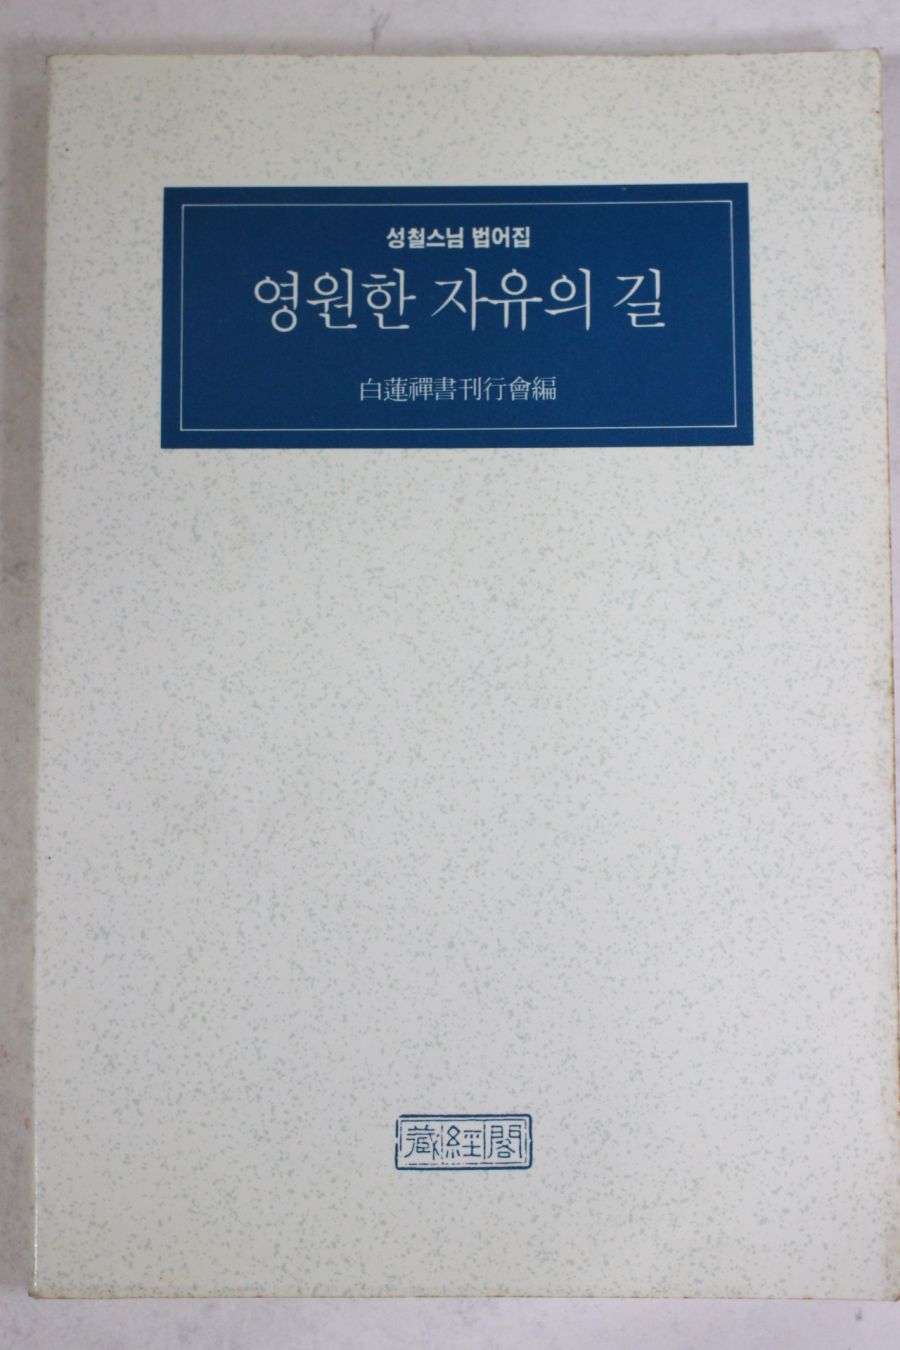 성철스님 법어집
영원한 자유의 길
白蓮禪書刊行會編
藏經閣